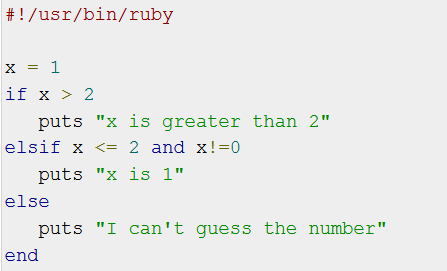 #!/usr/bin/ruby

x = 1
if x > 2
   puts "x is greater than 2"
elsif x <= 2 and x!=0
   puts "x is 1"
else
   puts "I can't guess the number"
end